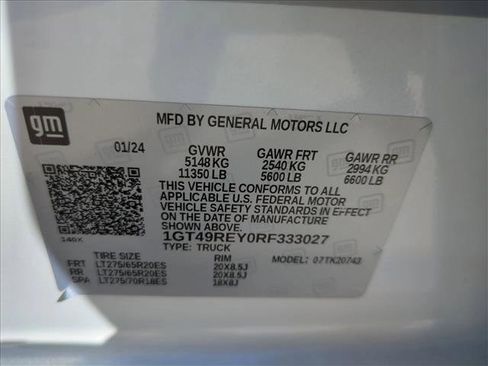 gm
MFD BY GENERAL MOTORS LLC
01/24 GVWR GAWR FRT GAWR RR
5148 KG 2540 KG 2994 KG
11350 LB 5600 LB 6600 LB
THIS VEHICLE CONFORMS TO ALL
APPLICABLE U.S. FEDERAL MOTOR
VEHICLE SAFETY STANDARDS IN EFFECT
ON THE DATE OF MANUFACTURE
SHOWN ABOVE.
1GT49REY0RF333027
TYPE: TRUCK MODEL: 07TK20743
TIRE SIZE RIM
FRT LT275/65R20ES 20X8.5J
RR LT275/65R20ES 20X8.5J
SPA LT275/70R18ES 18X8J